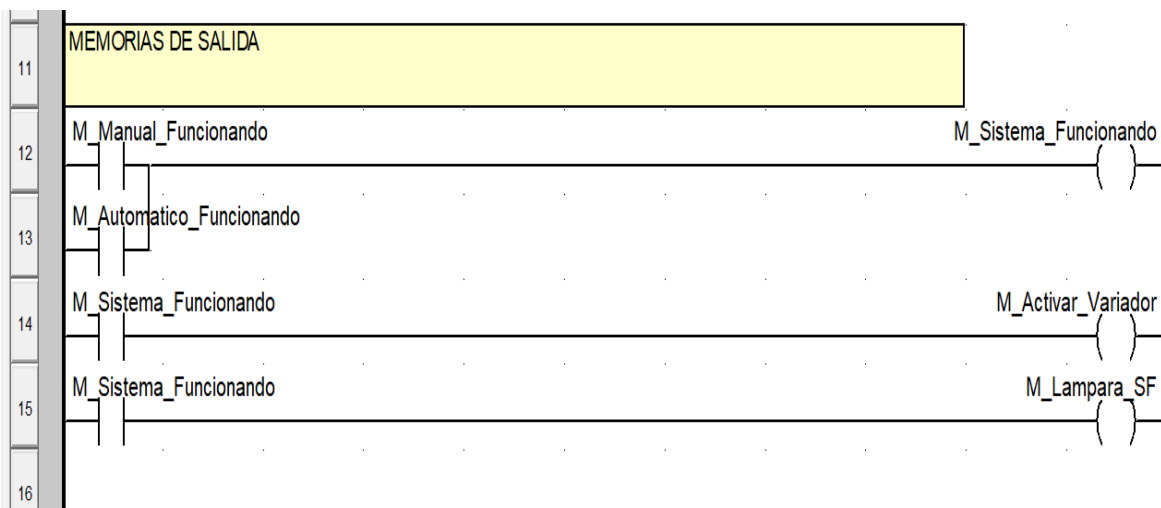 11
MEMORIAS DE SALIDA
12
M_Manual_Funcionando
M_Sistema_Funcionando
13
M_Automatico_Funcionando
14
M_Sistema_Funcionando
M_Activar_Variador
15
M_Sistema_Funcionando
M_Lampara_SF
16